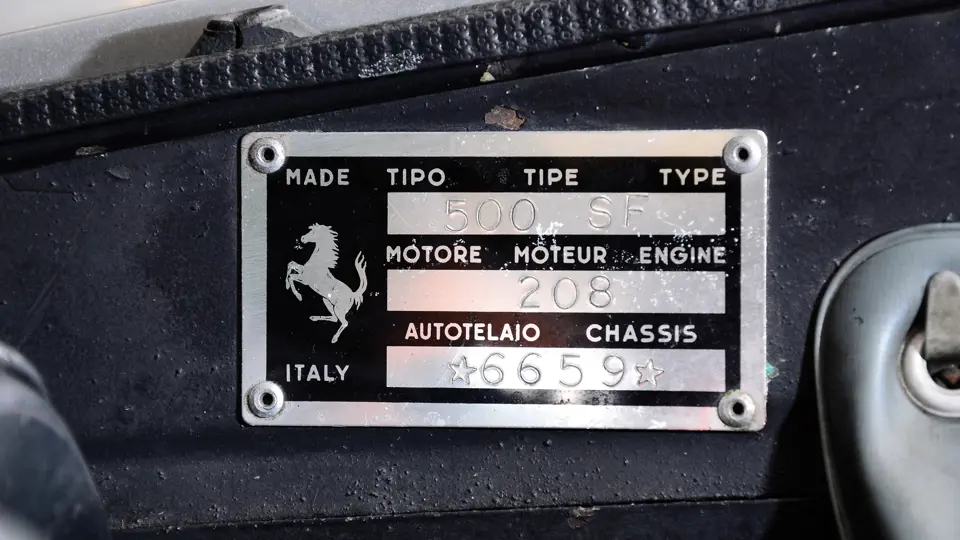 MADE TIPO TIPE TYPE
500 SF
MOTORE MOTEUR ENGINE
208
AUTOTELAIO CHASSIS
ITALY ☆6659☆